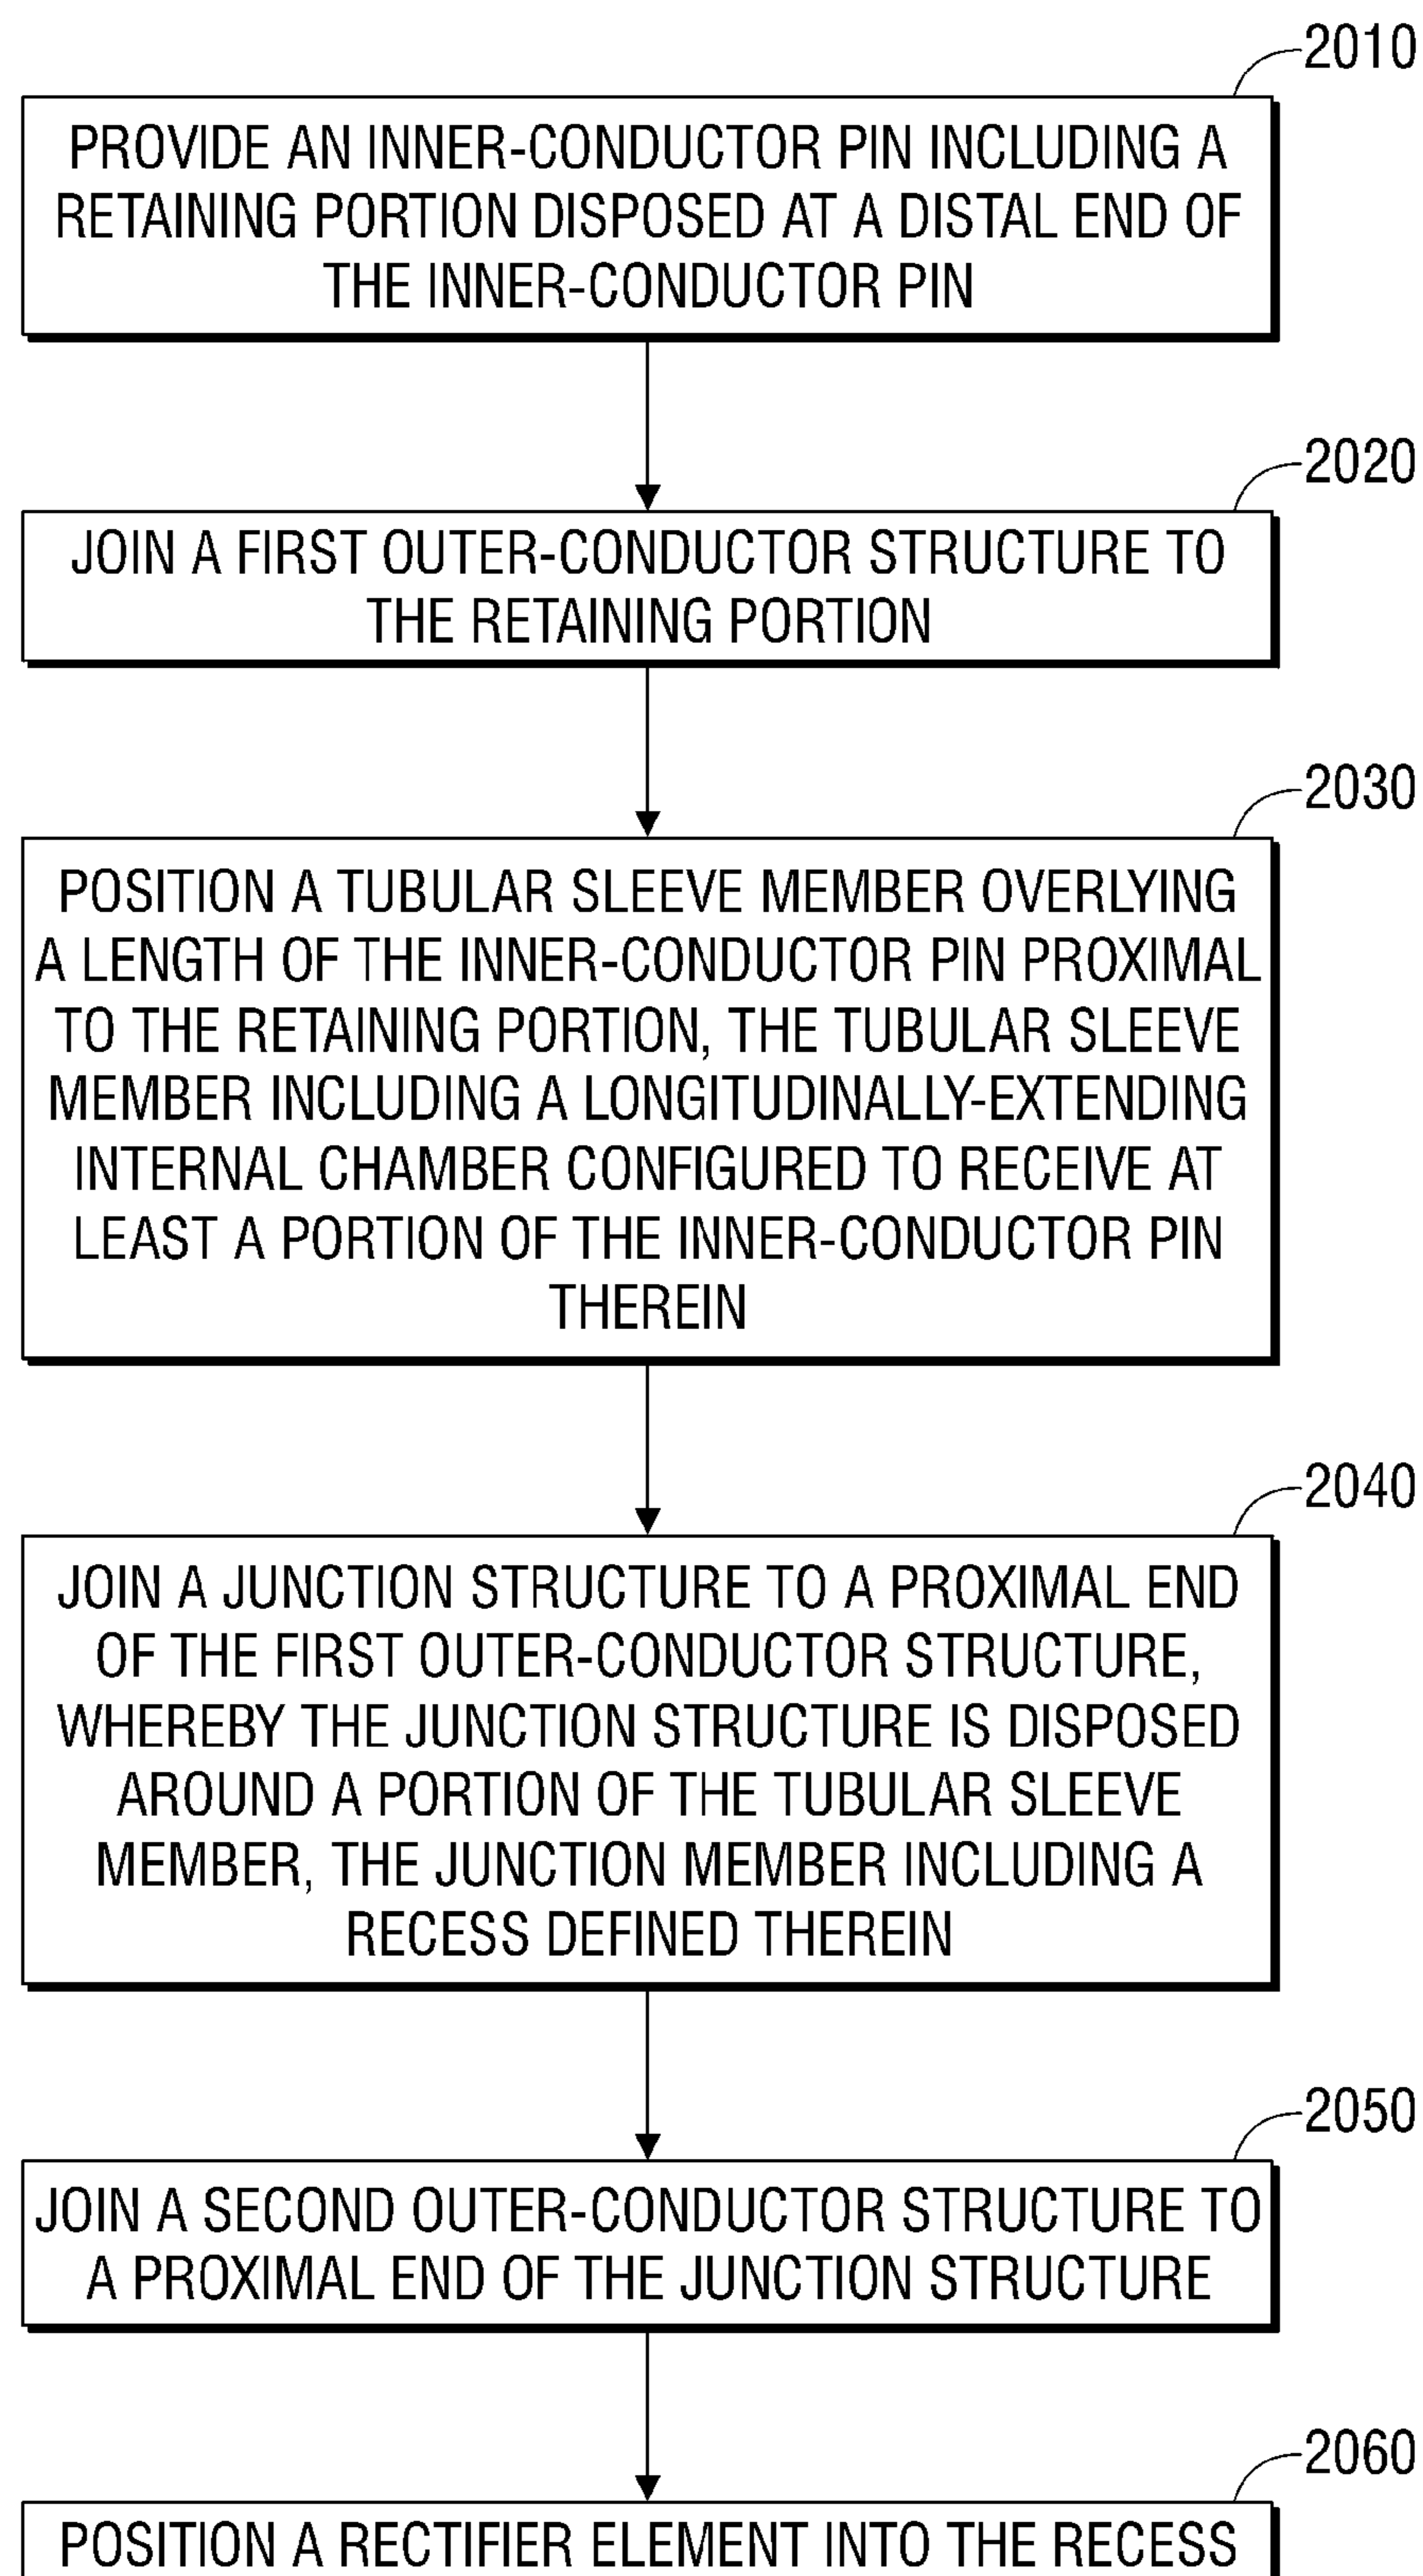 2010
PROVIDE AN INNER-CONDUCTOR PIN INCLUDING A
RETAINING PORTION DISPOSED AT A DISTAL END OF
THE INNER-CONDUCTOR PIN
2020
JOIN A FIRST OUTER-CONDUCTOR STRUCTURE TO
THE RETAINING PORTION
2030
POSITION A TUBULAR SLEEVE MEMBER OVERLYING
A LENGTH OF THE INNER-CONDUCTOR PIN PROXIMAL
TO THE RETAINING PORTION, THE TUBULAR SLEEVE
MEMBER INCLUDING A LONGITUDINALLY-EXTENDING
INTERNAL CHAMBER CONFIGURED TO RECEIVE AT
LEAST A PORTION OF THE INNER-CONDUCTOR PIN
THEREIN
2040
JOIN A JUNCTION STRUCTURE TO A PROXIMAL END
OF THE FIRST OUTER-CONDUCTOR STRUCTURE,
WHEREBY THE JUNCTION STRUCTURE IS DISPOSED
AROUND A PORTION OF THE TUBULAR SLEEVE
MEMBER, THE JUNCTION MEMBER INCLUDING A
RECESS DEFINED THEREIN
2050
JOIN A SECOND OUTER-CONDUCTOR STRUCTURE TO
A PROXIMAL END OF THE JUNCTION STRUCTURE
2060
POSITION A RECTIFIER ELEMENT INTO THE RECESS